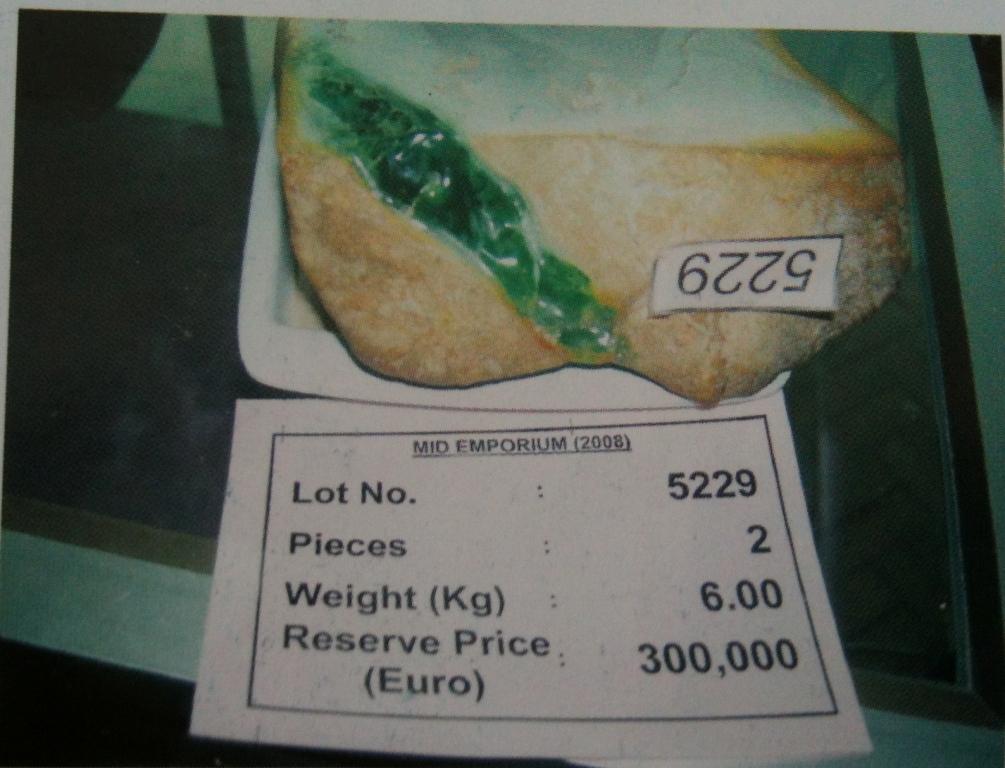 5229
MID EMPORIUM (2008)
Lot No. : 5229
Pieces : 2
Weight (Kg) : 6.00
Reserve Price : 300,000
(Euro)